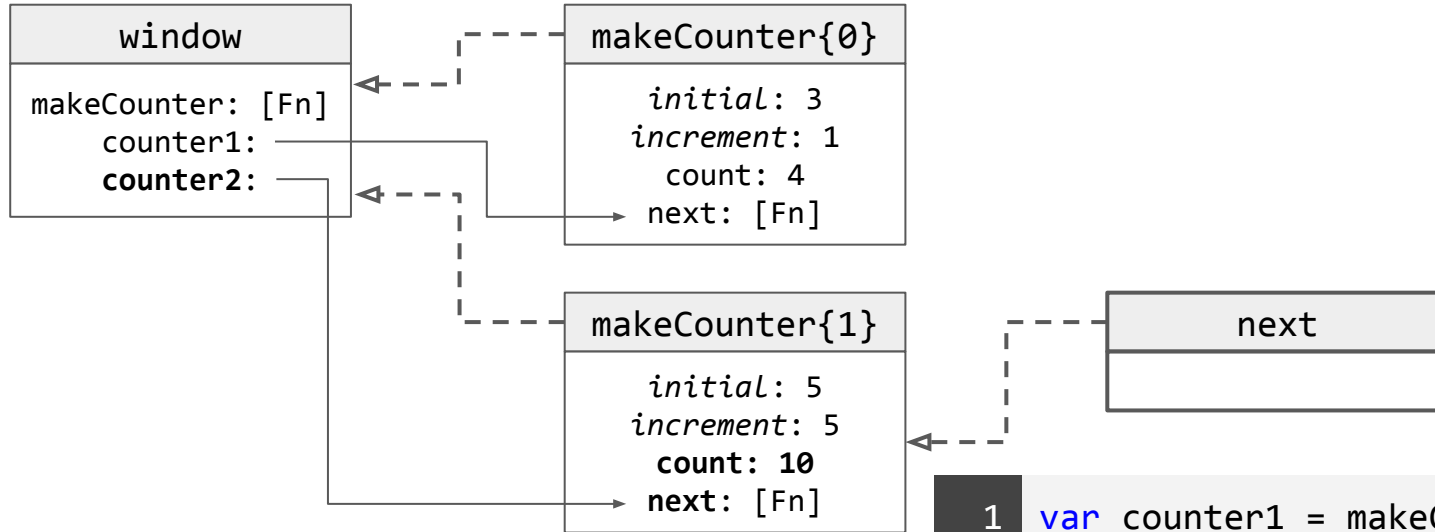 window
makeCounter: [Fn]
counter1:
counter2:
makeCounter{0}
initial: 3
increment: 1
count: 4
next: [Fn]
makeCounter{1}
initial: 5
increment: 5
count: 10
next: [Fn]
next
1 var counter1 =